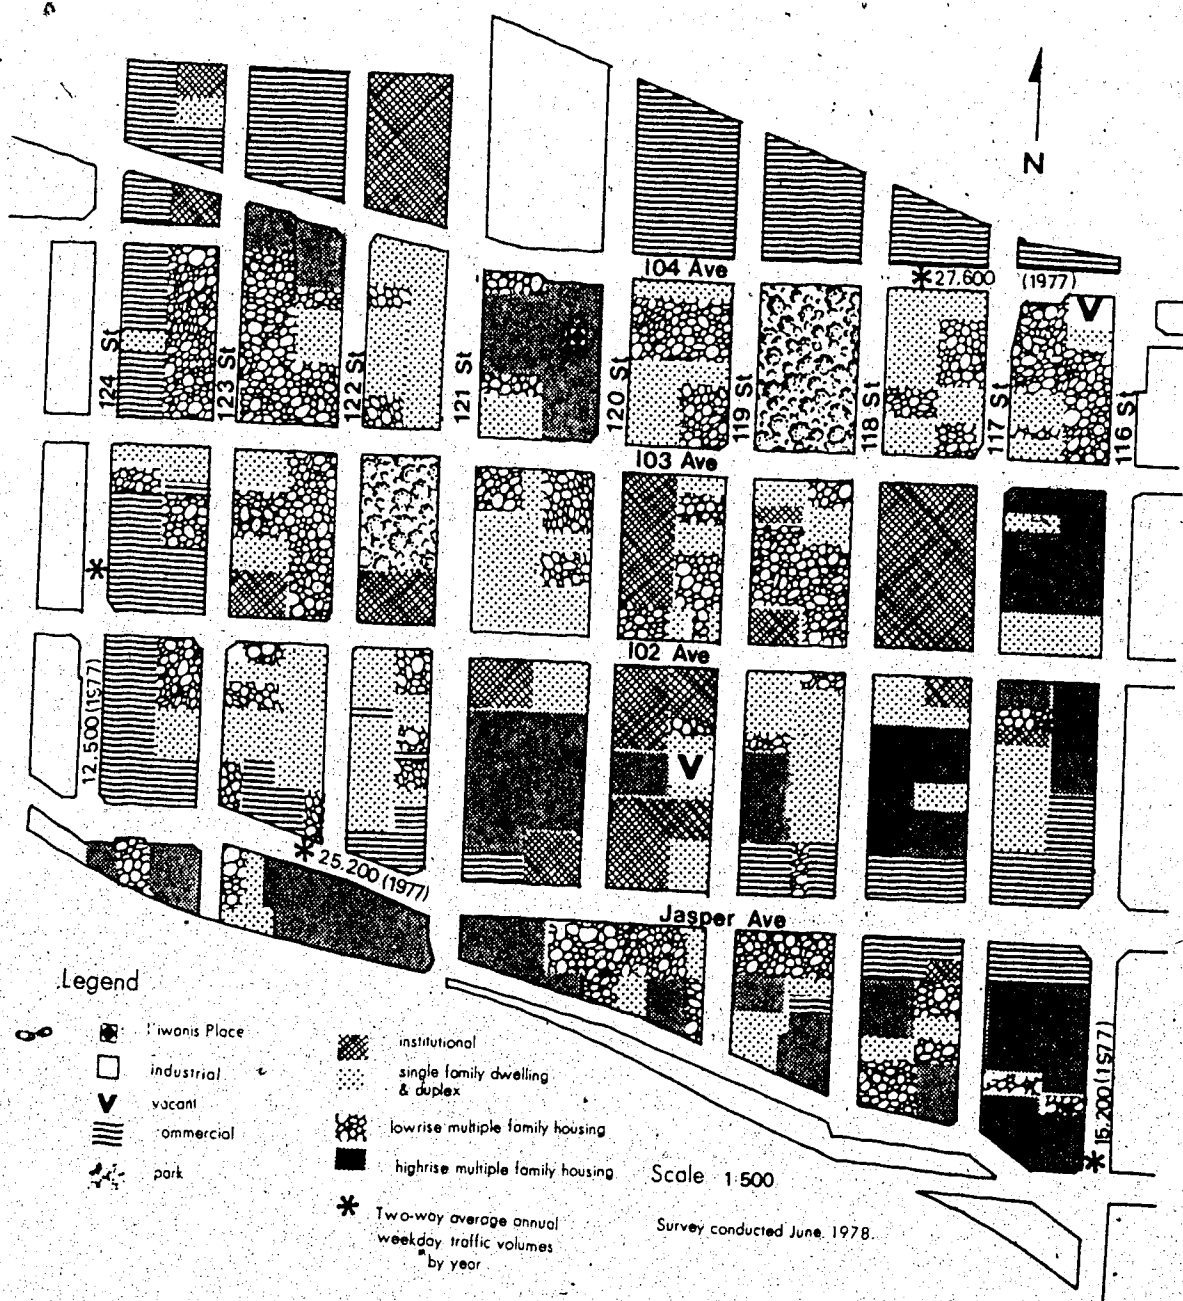 N
104 Ave
27.600 (1977)
V
124 St
123 St
122 St
121 St
120 St
119 St
118 St
117 St
116 St
103 Ave
102 Ave
V
12.500 (1977)
25.200 (1977)
Jasper Ave
15.200 (1977)
Legend
iwanis Place
industrial
V vacant
ommercial
park
institutional
single family dwelling
& duplex
lowrise multiple family housing
highrise multiple family housing
Two-way average annual
weekday traffic volumes
by year
Scale 1:500
Survey conducted June. 1978.